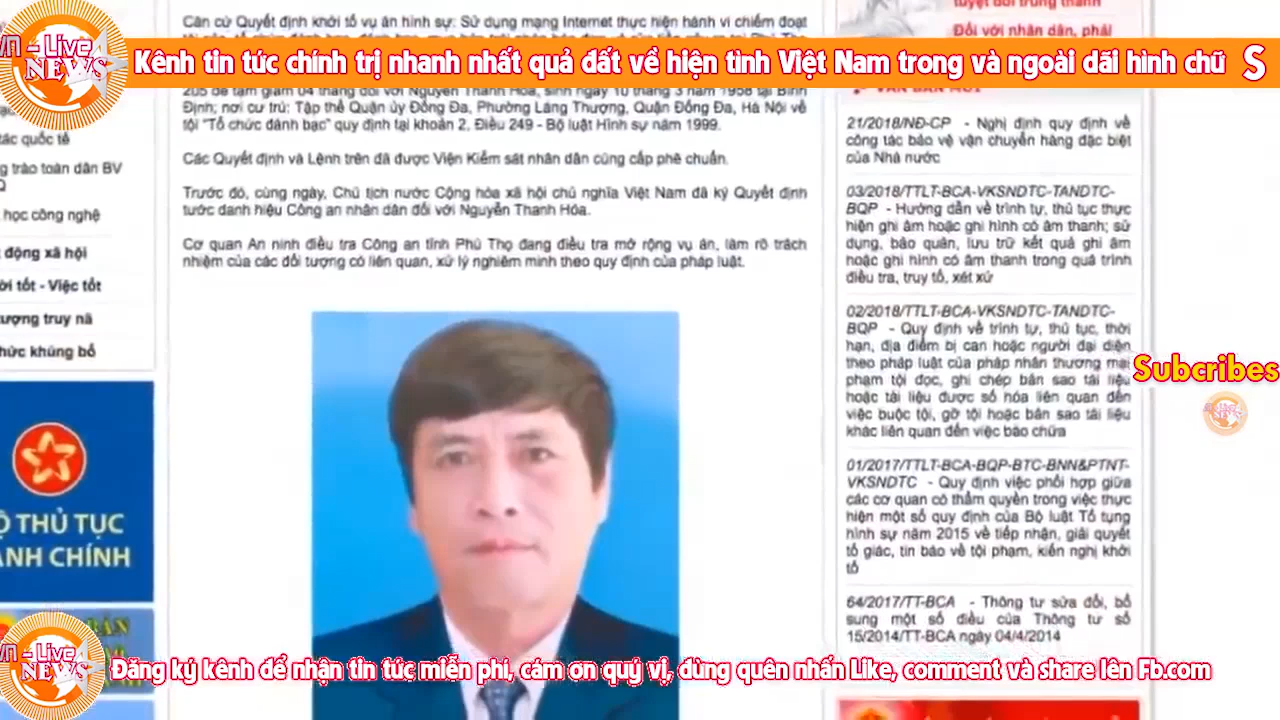 Căn cứ Quyết định khởi tố vụ án hình sự: Sử dụng mạng Internet thực hiện hành vi chiếm đoạt
tuyệt đối trung thành
Đối với nhân dân, phải
VN - Live
NEWS
Kênh tin tức chính trị nhanh nhất quả đất về hiện tình Việt Nam trong và ngoài dãi hình chữ S
205 để tạm giam 04 tháng đối với Nguyễn Thanh Hóa, sinh ngày 10 tháng 3 năm 1958 tại Bình
Định; nơi cư trú: Tập thể Quận ủy Đống Đa, Phường Láng Thượng, Quận Đống Đa, Hà Nội về
tội "Tổ chức đánh bạc" quy định tại khoản 2, Điều 249 - Bộ luật Hình sự năm 1999.
Các Quyết định và Lệnh trên đã được Viện Kiểm sát nhân dân cùng cấp phê chuẩn.
Trước đó, cùng ngày, Chủ tịch nước Cộng hòa xã hội chủ nghĩa Việt Nam đã ký Quyết định
tước danh hiệu Công an nhân dân đối với Nguyễn Thanh Hóa.
Cơ quan An ninh điều tra Công an tỉnh Phú Thọ đang điều tra mở rộng vụ án, làm rõ trách
nhiệm của các đối tượng có liên quan, xử lý nghiêm minh theo quy định của pháp luật.
tác quốc tế
trào toàn dân BV
học công nghệ
động xã hội
tốt - Việc tốt
truy nã
khủng bố
THỦ TỤC
CHÍNH
VĂN BẢN MỚI
21/2018/NĐ-CP - Nghị định quy định về
công tác bảo vệ vận chuyển hàng đặc biệt
của Nhà nước
03/2018/TTLT-BCA-VKSNDTC-TANDTC-
BQP - Hướng dẫn về trình tự, thủ tục thực
hiện ghi âm hoặc ghi hình có âm thanh; sử
dụng, bảo quản, lưu trữ kết quả ghi âm
hoặc ghi hình có âm thanh trong quá trình
điều tra, truy tố, xét xử
02/2018/TTLT-BCA-VKSNDTC-TANDTC-
BQP - Quy định về trình tự, thủ tục, thời
hạn, địa điểm bị can hoặc người đại diện
theo pháp luật của pháp nhân thương mại
phạm tội đọc, ghi chép bản sao tài liệu
hoặc tài liệu được số hóa liên quan đến
việc buộc tội, gỡ tội hoặc bản sao tài liệu
khác liên quan đến việc bào chữa
01/2017/TTLT-BCA-BQP-BTC-BNN&PTNT-
VKSNDTC - Quy định việc phối hợp giữa
các cơ quan có thẩm quyền trong việc thực
hiện một số quy định của Bộ luật Tố tụng
hình sự năm 2015 về tiếp nhận, giải quyết
tố giác, tin báo về tội phạm, kiến nghị khởi
tố
64/2017/TT-BCA - Thông tư sửa đổi, bổ
sung một số điều của Thông tư số
15/2014/TT-BCA ngày 04/4/2014
Subcribes
NEWS
VN - Live
NEWS
Đăng ký kênh để nhận tin tức miễn phí, cám ơn quý vị, đừng quên nhấn Like, comment và share lên Fb.com